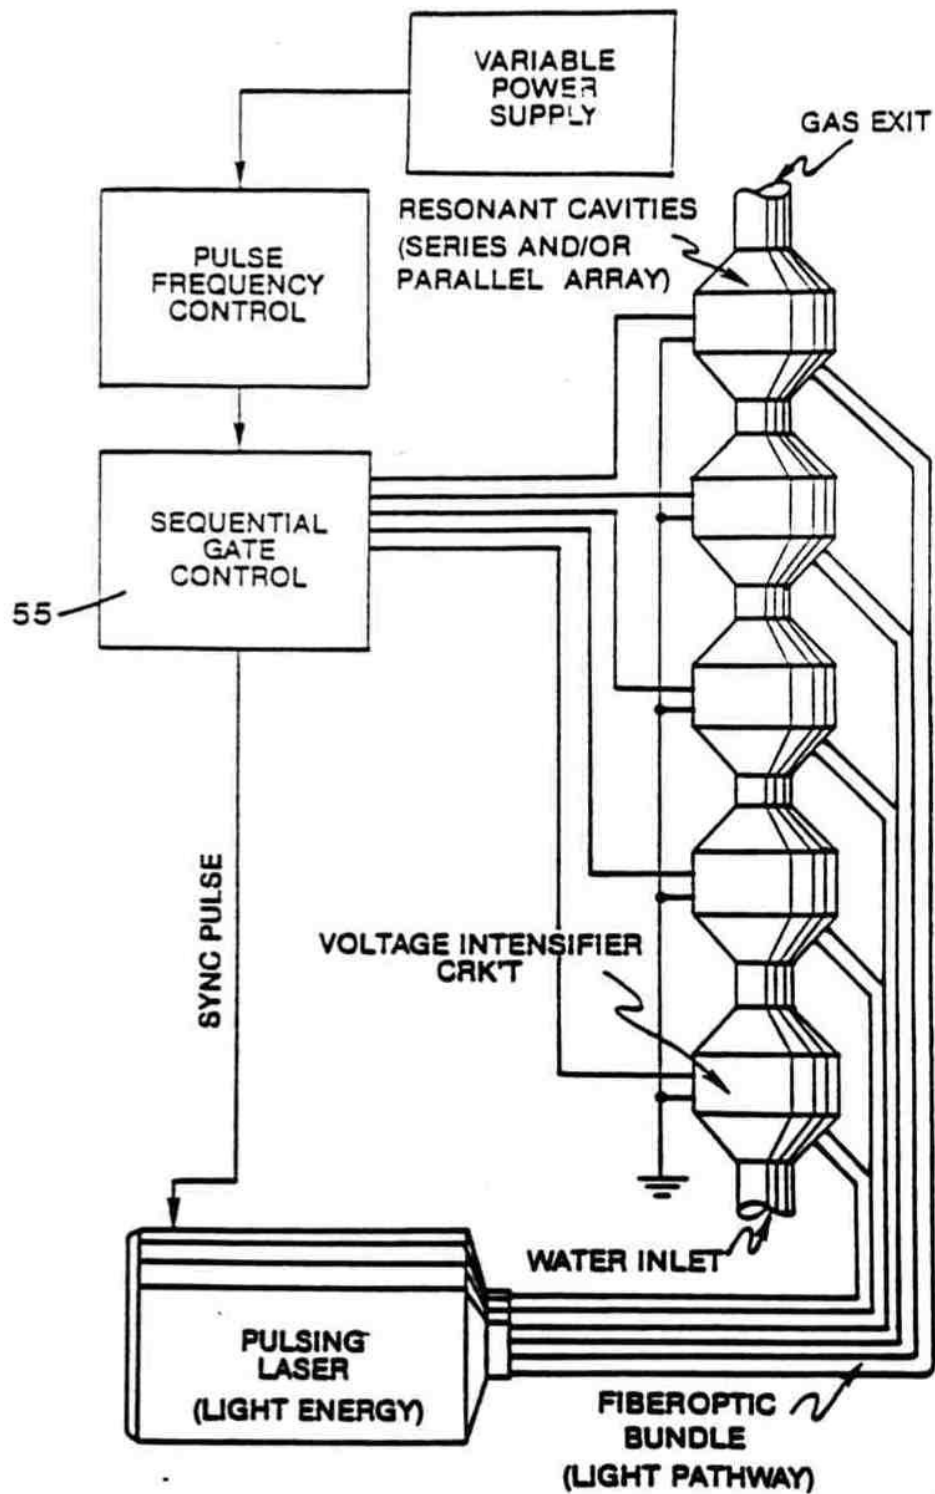 VARIABLE
POWER
SUPPLY
GAS EXIT
RESONANT CAVITIES
(SERIES AND/OR
PARALLEL ARRAY)
PULSE
FREQUENCY
CONTROL
SEQUENTIAL
GATE
CONTROL
55
SYNC PULSE
VOLTAGE INTENSIFIER
CRK'T
WATER INLET
PULSING
LASER
(LIGHT ENERGY)
FIBEROPTIC
BUNDLE
(LIGHT PATHWAY)